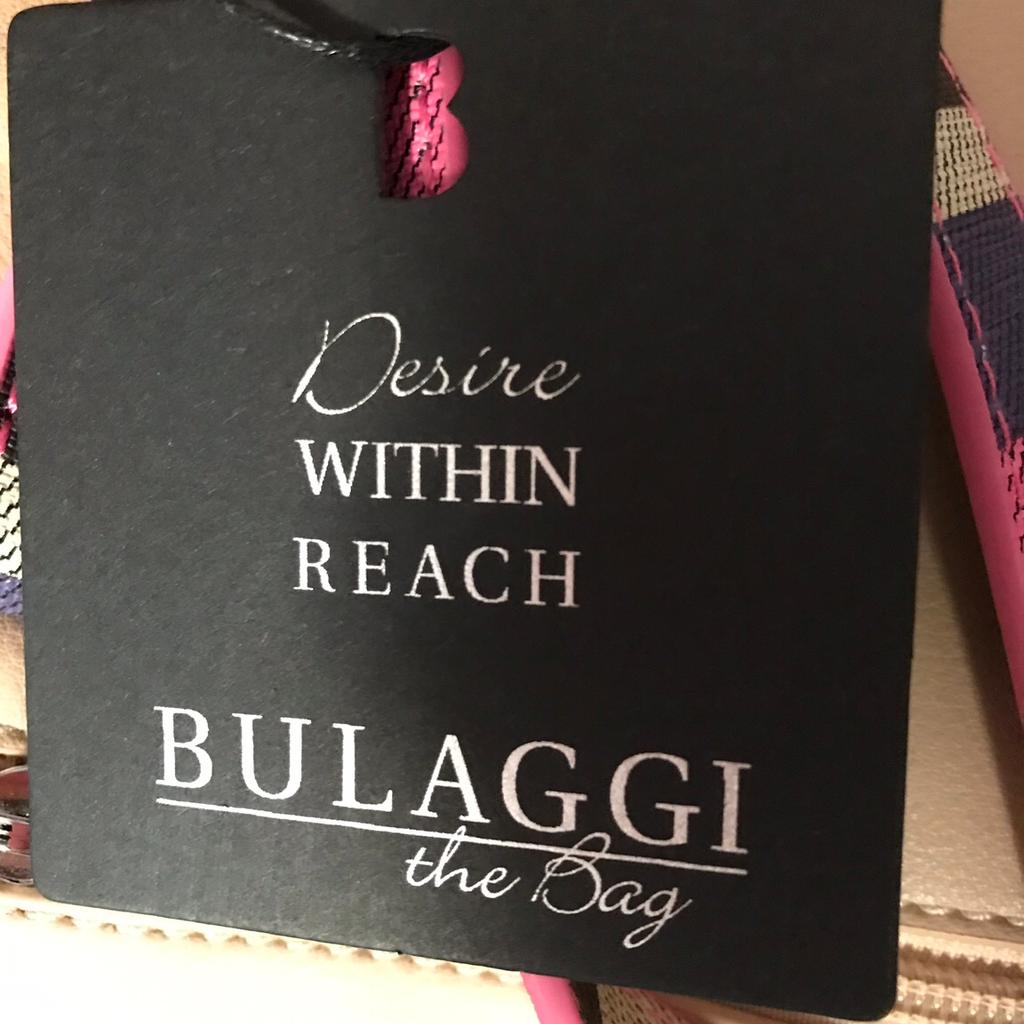 Desire
WITHIN
REACH
BULAGGI
the Bag